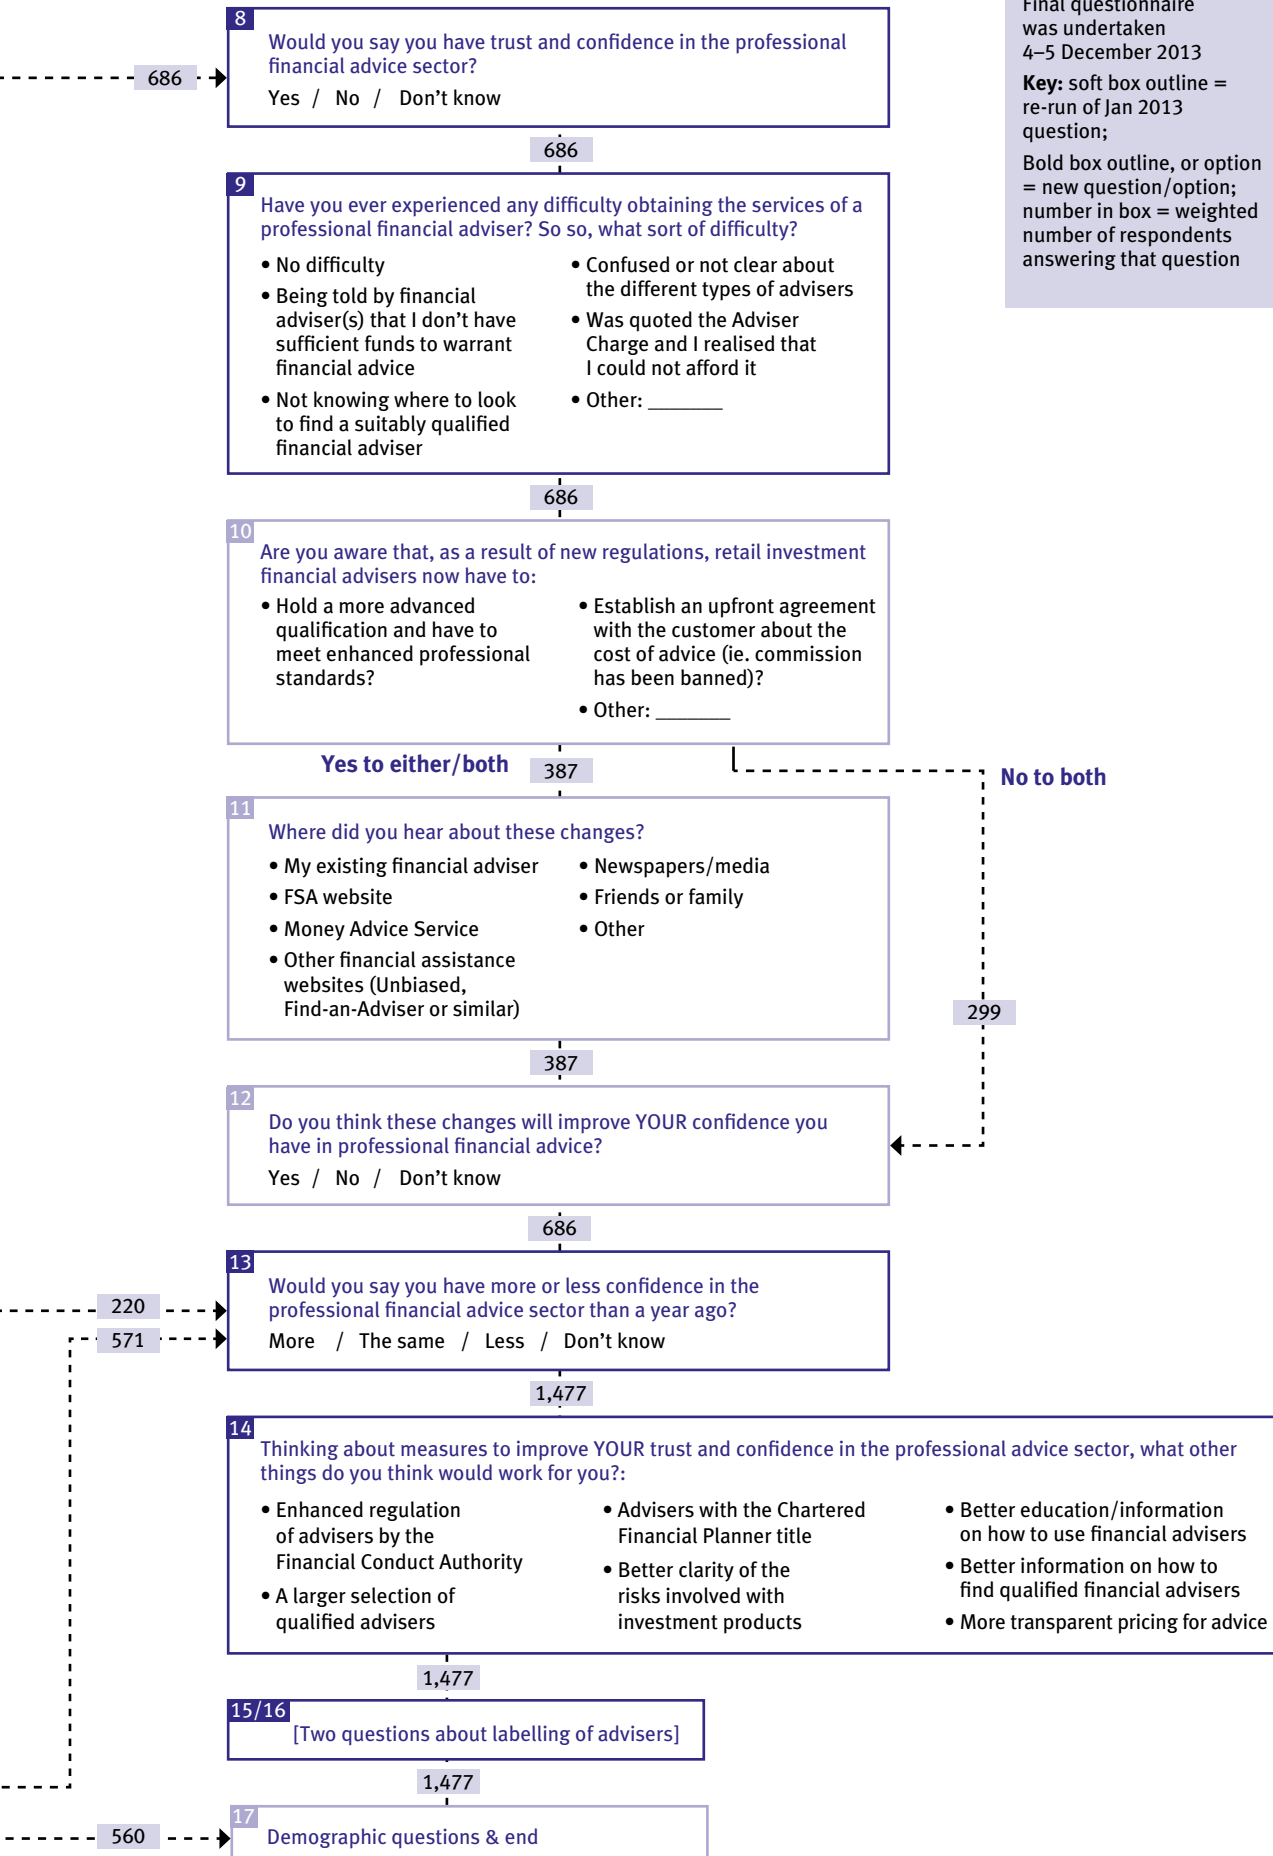 Final questionnaire
was undertaken
4–5 December 2013
Key: soft box outline =
re-run of Jan 2013
question;
Bold box outline, or option
= new question/option;
number in box = weighted
number of respondents
answering that question
8
Would you say you have trust and confidence in the professional
financial advice sector?
Yes / No / Don't know
686
686
9
Have you ever experienced any difficulty obtaining the services of a
professional financial adviser? So so, what sort of difficulty?
• No difficulty
• Being told by financial
adviser(s) that I don't have
sufficient funds to warrant
financial advice
• Not knowing where to look
to find a suitably qualified
financial adviser
• Confused or not clear about
the different types of advisers
• Was quoted the Adviser
Charge and I realised that
I could not afford it
• Other: _______
686
10
Are you aware that, as a result of new regulations, retail investment
financial advisers now have to:
• Hold a more advanced
qualification and have to
meet enhanced professional
standards?
• Establish an upfront agreement
with the customer about the
cost of advice (ie. commission
has been banned)?
• Other: _______
Yes to either/both
387
No to both
11
Where did you hear about these changes?
• My existing financial adviser
• FSA website
• Money Advice Service
• Other financial assistance
websites (Unbiased,
Find-an-Adviser or similar)
• Newspapers/media
• Friends or family
• Other
299
387
12
Do you think these changes will improve YOUR confidence you
have in professional financial advice?
Yes / No / Don't know
686
13
Would you say you have more or less confidence in the
professional financial advice sector than a year ago?
More / The same / Less / Don't know
220
571
1,477
14
Thinking about measures to improve YOUR trust and confidence in the professional advice sector, what other
things do you think would work for you?:
• Enhanced regulation
of advisers by the
Financial Conduct Authority
• A larger selection of
qualified advisers
• Advisers with the Chartered
Financial Planner title
• Better clarity of the
risks involved with
investment products
• Better education/information
on how to use financial advisers
• Better information on how to
find qualified financial advisers
• More transparent pricing for advice
1,477
15/16
[Two questions about labelling of advisers]
1,477
17
Demographic questions & end
560